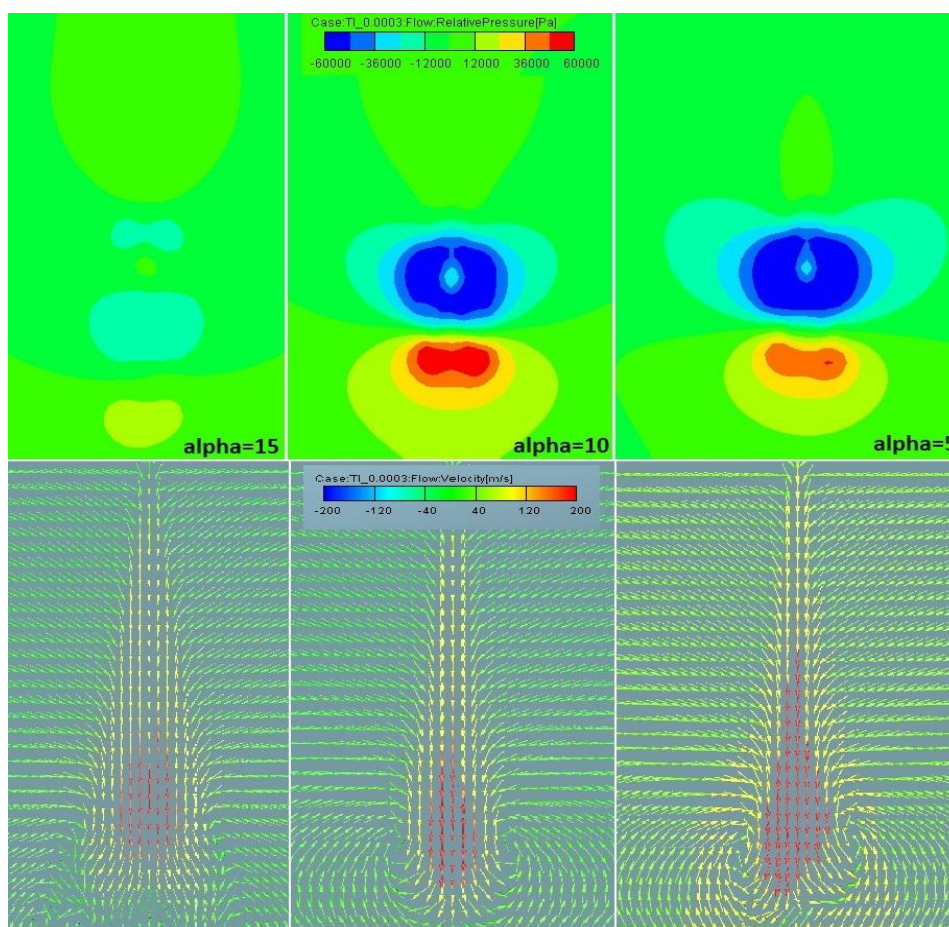 Case:TI_0.0003:Flow:RelativePressure[Pa]
-60000 -36000 -12000 12000 36000 60000
alpha=15 alpha=10 alpha=5
Case:TI_0.0003:Flow:Velocity[m/s]
-200 -120 -40 40 120 200